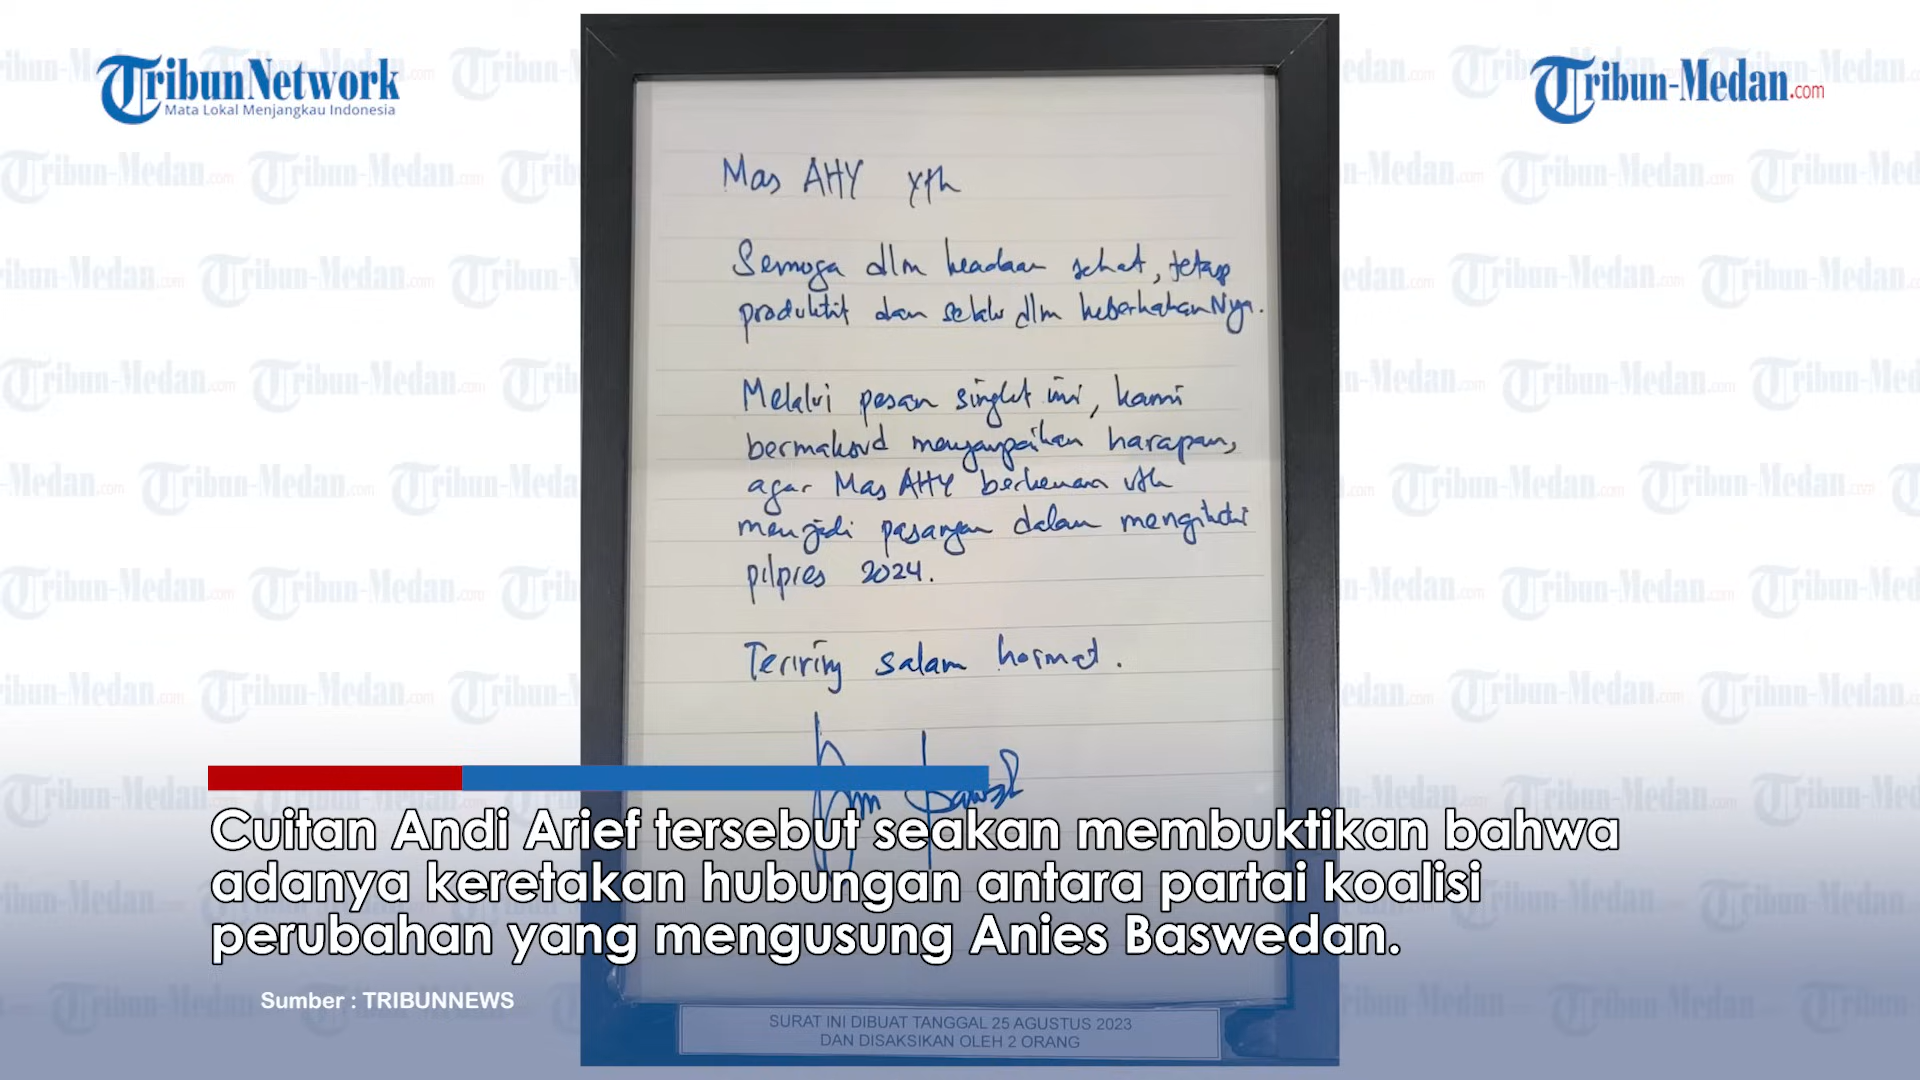 TribunNetwork
Mata Lokal Menjangkau Indonesia
Tribun-Medan.com
Mas AHY Yth
Semoga dlm keadaan sehat, tetap
produktif dan selalu dlm keberkahanNya.
Melalui pesan singkat ini, kami
bermaksud menyampaikan harapan,
agar Mas AHY berkenan utk
menjadi pasangan dalam mengikuti
pilpres 2024.
Teriring salam hormat.
Cuitan Andi Arief tersebut seakan membuktikan bahwa
adanya keretakan hubungan antara partai koalisi
perubahan yang mengusung Anies Baswedan.
Sumber : TRIBUNNEWS
SURAT INI DIBUAT TANGGAL 25 AGUSTUS 2023
DAN DISAKSIKAN OLEH 2 ORANG